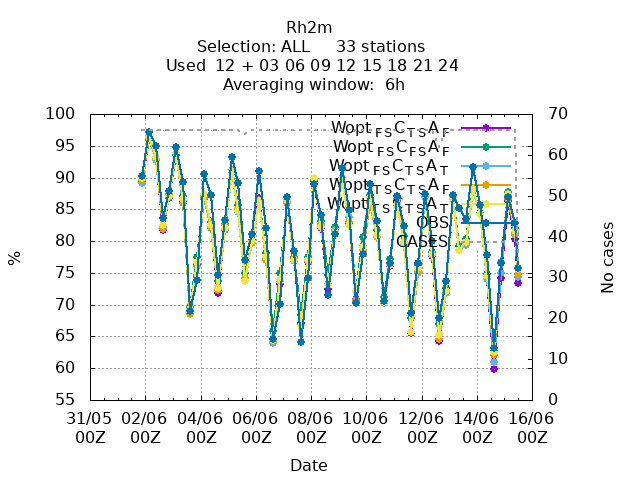 Rh2m
Selection: ALL     33 stations
Used  12 + 03 06 09 12 15 18 21 24
Averaging window:  6h
100
95
90
85
80
75
70
65
60
55
70
60
50
40
30
20
10
0
%
No cases
Wopt FS C TS A F
Wopt FS C FS A F
Wopt FS C TS A T
Wopt TS C TS A F
Wopt TS C TS A T
OBS
CASES
31/05 02/06 04/06 06/06 08/06 10/06 12/06 14/06 16/06
00Z 00Z 00Z 00Z 00Z 00Z 00Z 00Z 00Z
Date